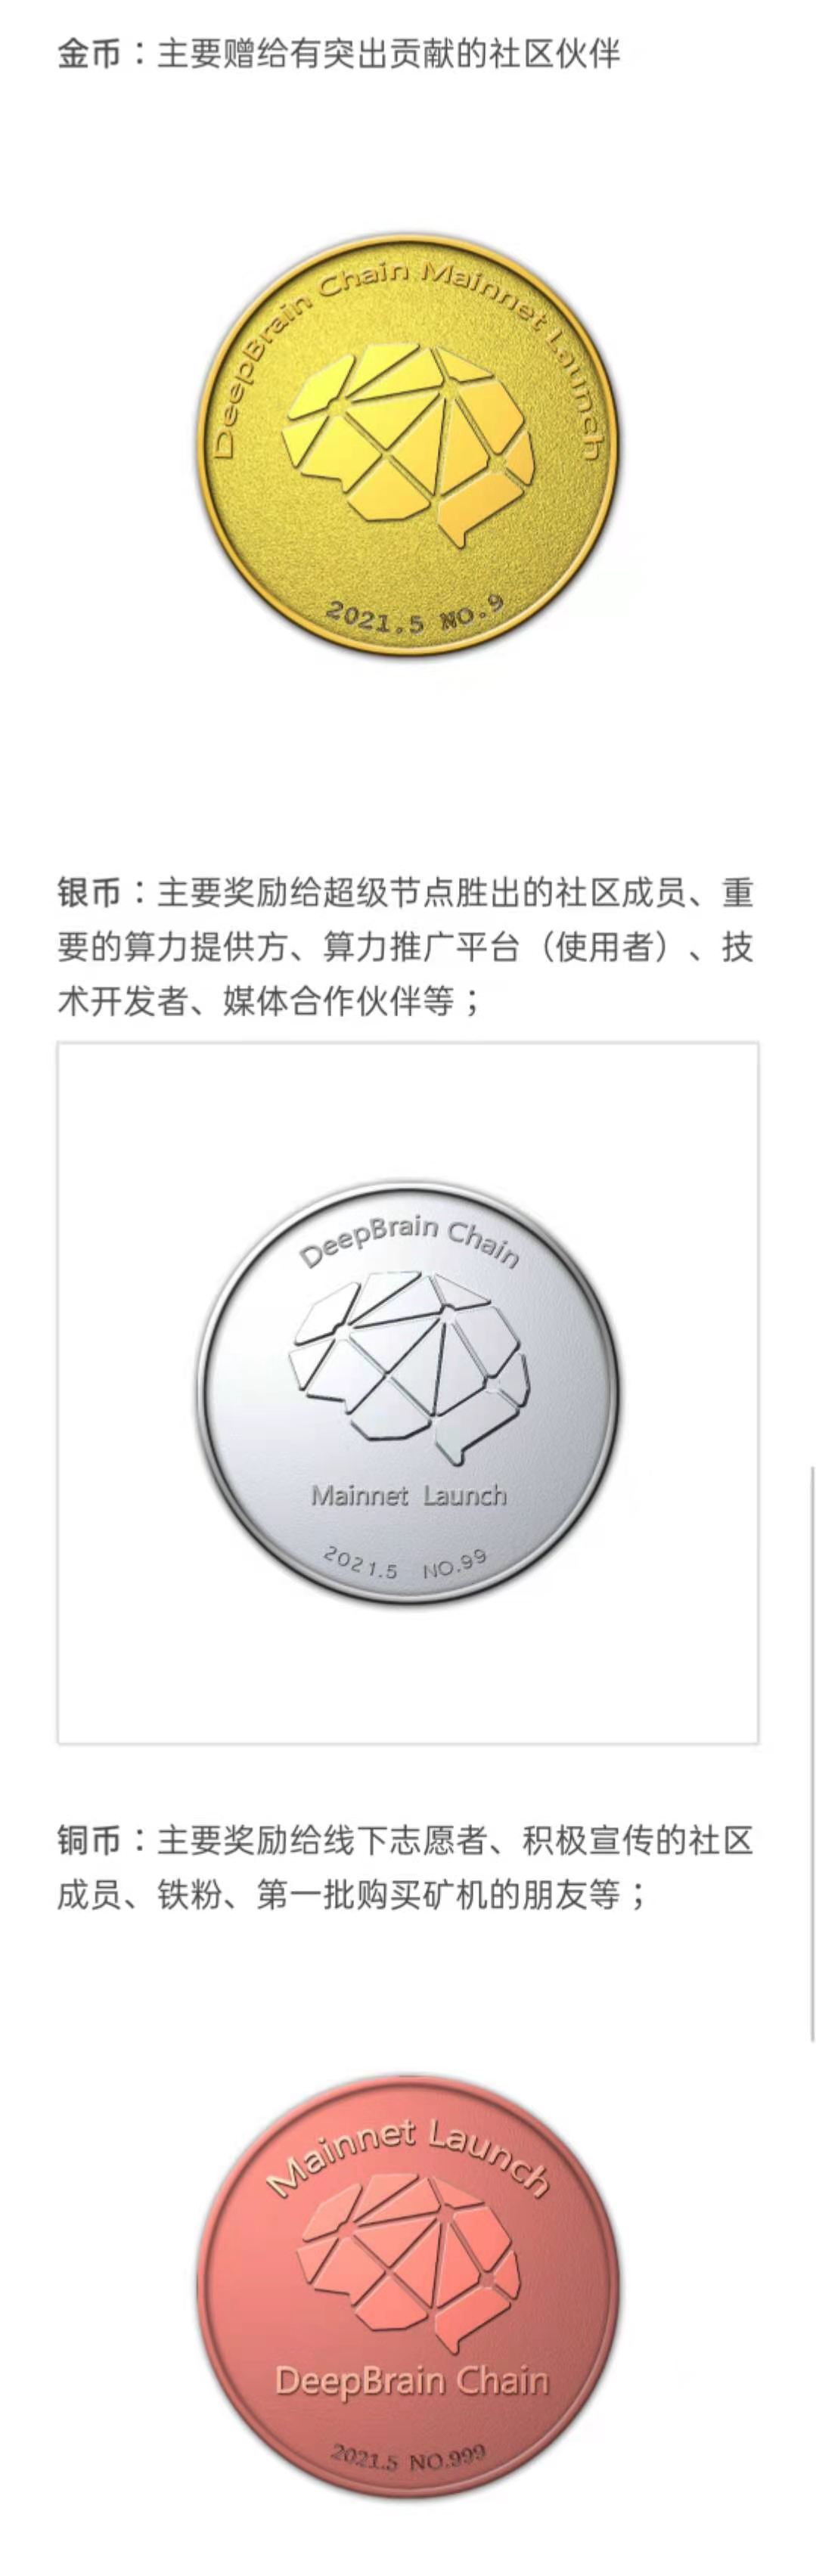 金币：主要赠给有突出贡献的社区伙伴
DeepBrain Chain Mainnet Launch
2021.5 NO.9
银币：主要奖励给超级节点胜出的社区成员、重
要的算力提供方、算力推广平台（使用者）、技
术开发者、媒体合作伙伴等；
DeepBrain Chain
Mainnet Launch
2021.5 NO.99
铜币：主要奖励给线下志愿者、积极宣传的社区
成员、铁粉、第一批购买矿机的朋友等；
Mainnet Launch
DeepBrain Chain
2021.5 NO.999